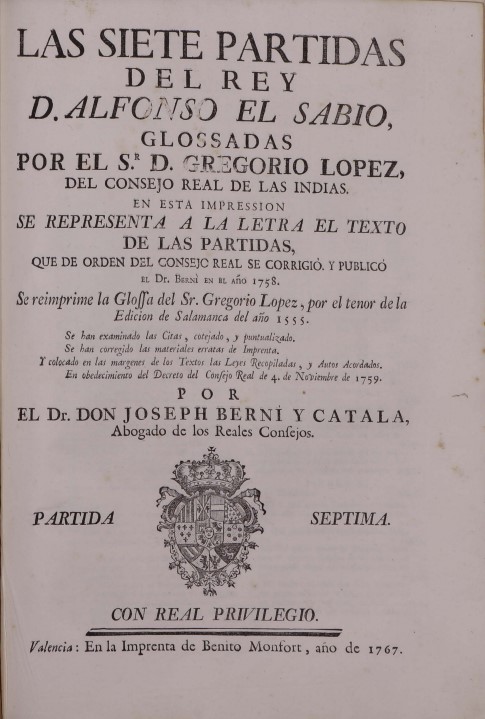 LAS SIETE PARTIDAS
DEL REY
D. ALFONSO EL SABIO,
GLOSSADAS
POR EL S.R D. GREGORIO LOPEZ,
DEL CONSEJO REAL DE LAS INDIAS.
EN ESTA IMPRESSION
SE REPRESENTA A LA LETRA EL TEXTO
DE LAS PARTIDAS,
QUE DE ORDEN DEL CONSEJO REAL SE CORRIGIÓ, Y PUBLICÓ
EL Dr. BERNÍ EN EL AÑO 1758.
Se reimprime la Gloſſa del Sr. Gregorio Lopez, por el tenor de la
Edicion de Salamanca del año 1555.
Se han examinado las Citas, cotejado, y puntualizado.
Se han corregido las materiales erratas de Imprenta.
Y colocado en las margenes de los Textos las Leyes Recopiladas, y Autos Acordados.
En obedecimiento del Decreto del Conſejo Real de 4. de Noviembre de 1759.
POR
EL Dr. DON JOSEPH BERNÍ Y CATALA,
Abogado de los Reales Conſejos.
PARTIDA SEPTIMA.
CON REAL PRIVILEGIO.
Valencia: En la Imprenta de Benito Monfort, año de 1767.